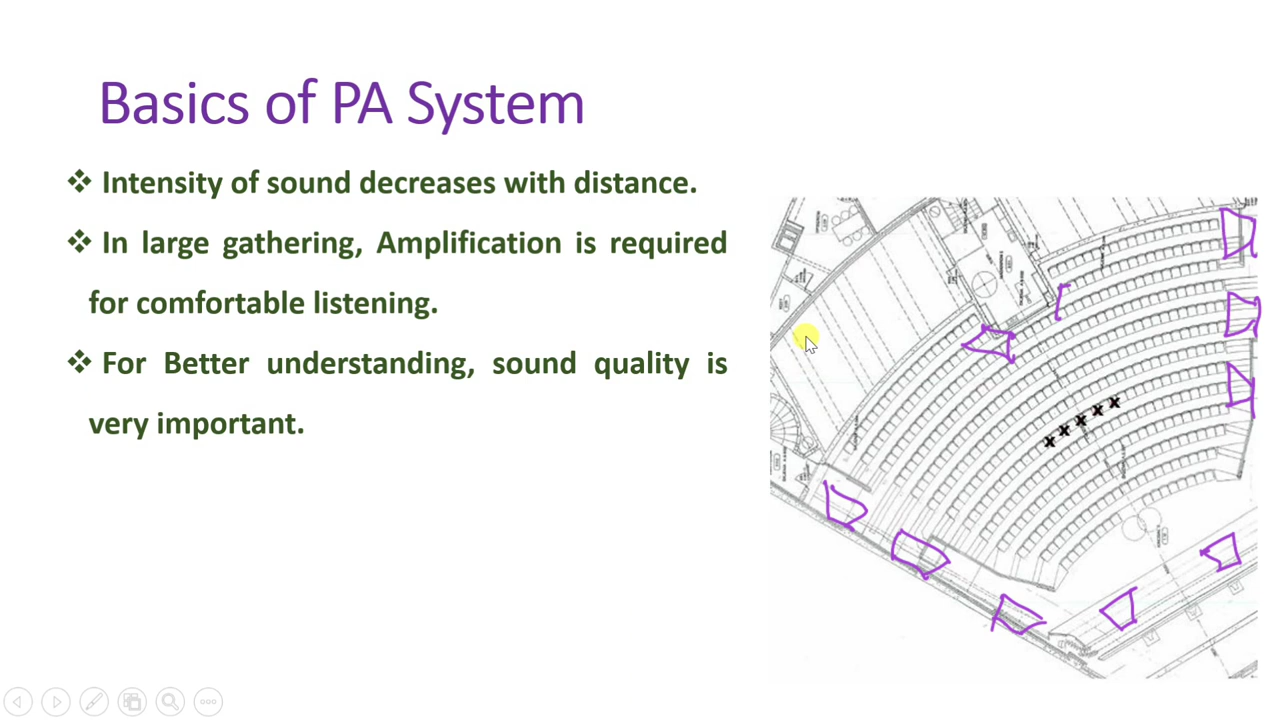 Basics of PA System
❖ Intensity of sound decreases with distance.
❖ In large gathering, Amplification is required
for comfortable listening.
❖ For Better understanding, sound quality is
very important.